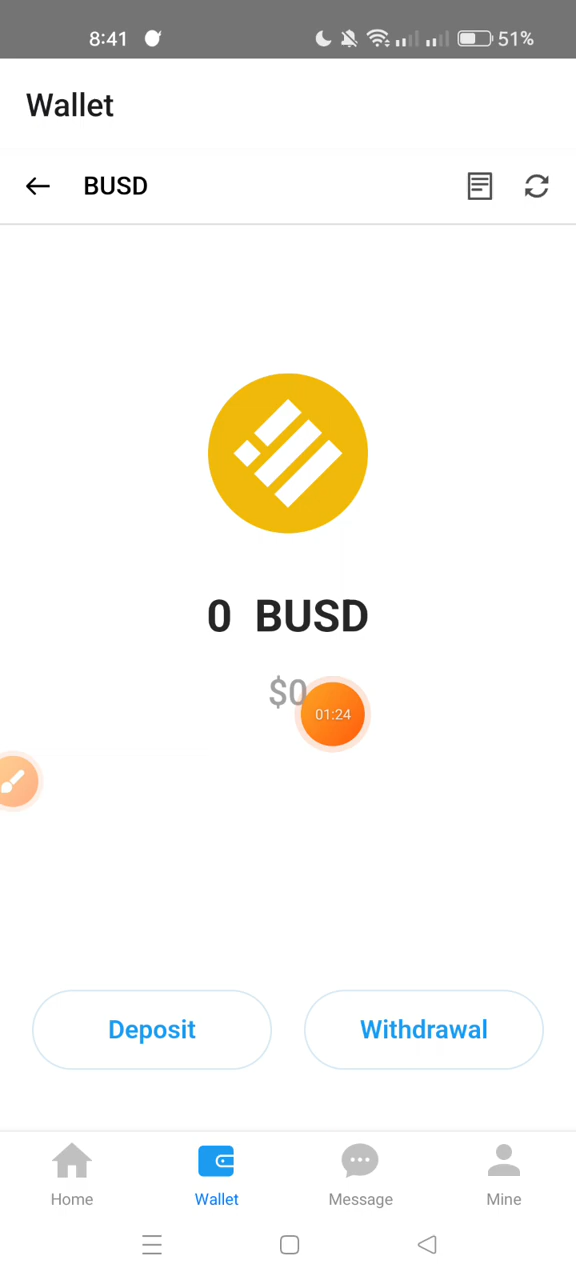 8:41 51%
Wallet
BUSD
0 BUSD
$0
01:24
Deposit Withdrawal
Home Wallet Message Mine